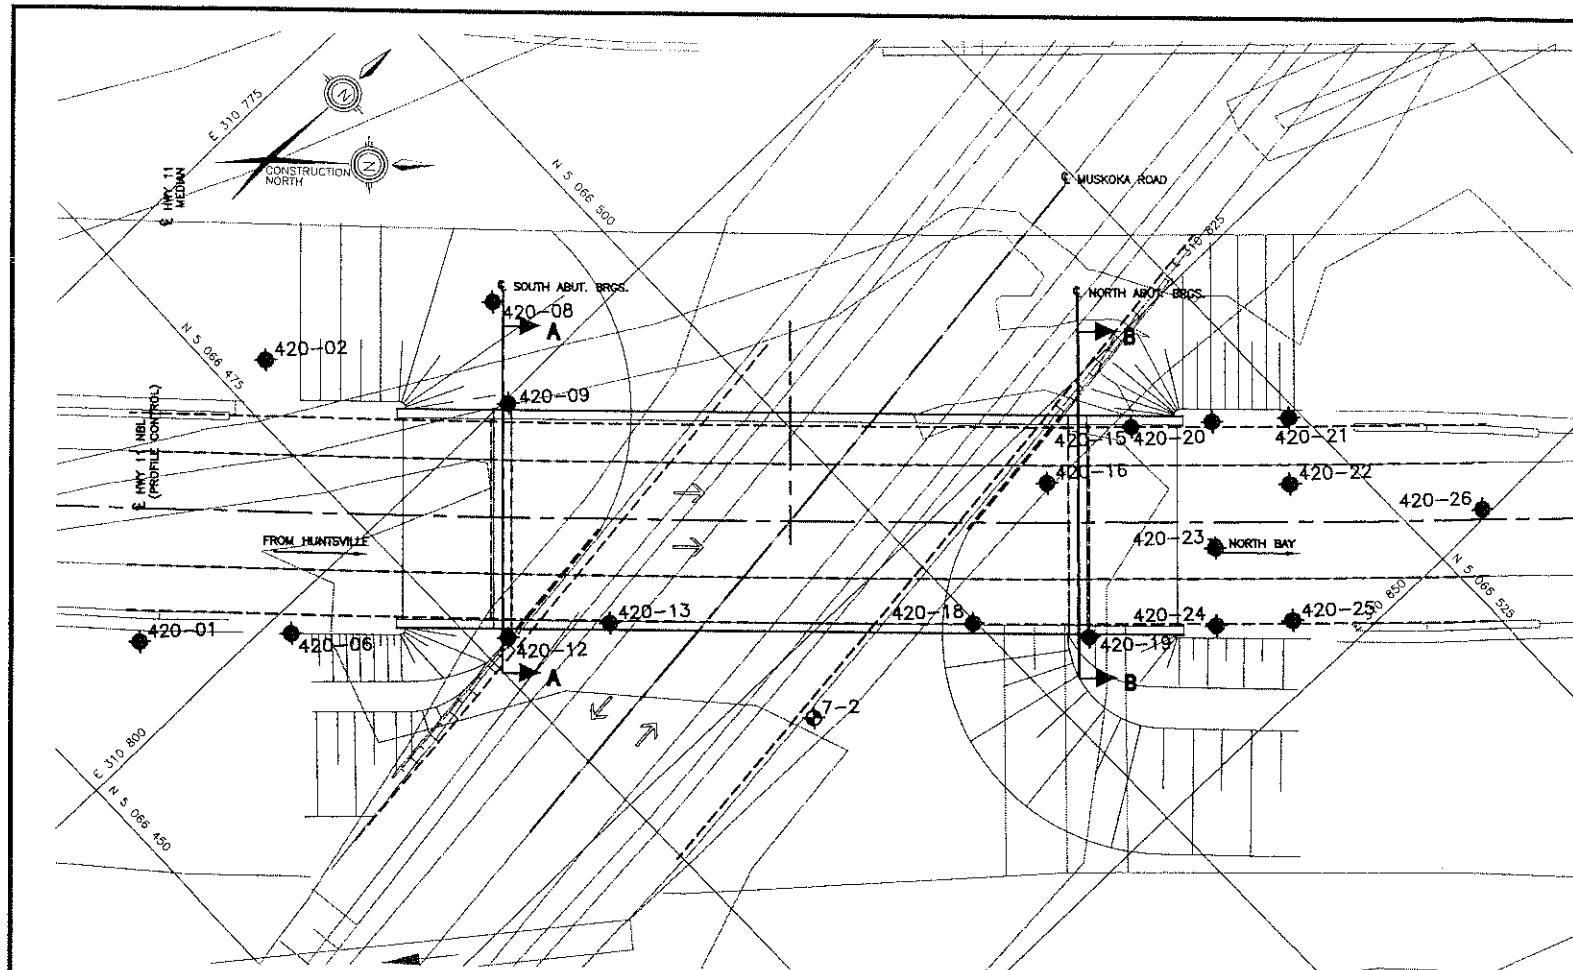 E 310 775
N
N
CONSTRUCTION
NORTH
℄ HWY 11
MEDIAN
N 5 066 500
℄ MUSKOKA ROAD
E 310 825
℄ SOUTH ABUT. BRGS.
℄ NORTH ABUT. BRGS.
420-08
A
B
N 5 066 475
420-02
420-09
℄ HWY 11 NBL
(PROFILE CONTROL)
420-15
420-20
420-21
420-16
420-22
420-26
FROM HUNTSVILLE
420-23
NORTH BAY
N 5 066 525
E 310 850
420-01
420-06
420-12
420-13
420-18
420-19
420-24
420-25
A
B
7-2
E 310 800
N 5 066 450